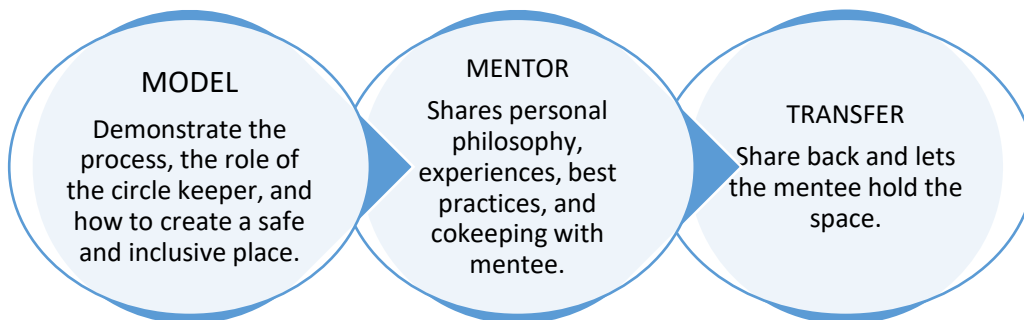 MODEL
Demonstrate the
process, the role of
the circle keeper, and
how to create a safe
and inclusive place.
MENTOR
Shares personal
philosophy,
experiences, best
practices, and
cokeeping with
mentee.
TRANSFER
Share back and lets
the mentee hold the
space.